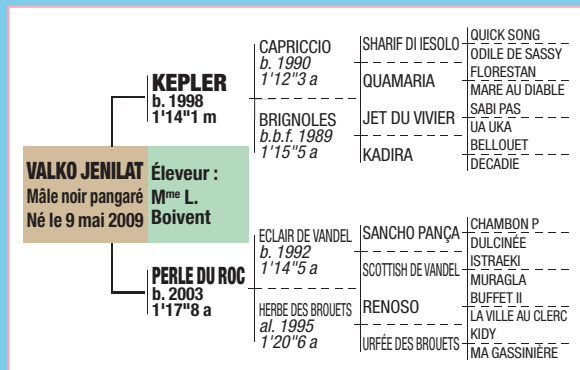 VALKO JENILAT
Mâle noir pangaré
Né le 9 mai 2009
Éleveur :
Mme L.
Boivent
KEPLER
b. 1998
1'14"1 m
PERLE DU ROC
b. 2003
1'17"8 a
CAPRICCIO
b. 1990
1'12"3 a
BRIGNOLES
b.b.f. 1989
1'15"5 a
ECLAIR DE VANDEL
b. 1992
1'14"5 a
HERBE DES BROUETS
al. 1995
1'20"6 a
SHARIF DI IESOLO
QUAMARIA
JET DU VIVIER
KADIRA
SANCHO PANÇA
SCOTTISH DE VANDEL
RENOSO
URFÉE DES BROUETS
QUICK SONG
ODILE DE SASSY
FLORESTAN
MARE AU DIABLE
SABI PAS
UA UKA
BELLOUET
DECADIE
CHAMBON P
DULCINÉE
ISTRAEKI
MURAGLA
BUFFET II
LA VILLE AU CLERC
KIDY
MA GASSINIÈRE